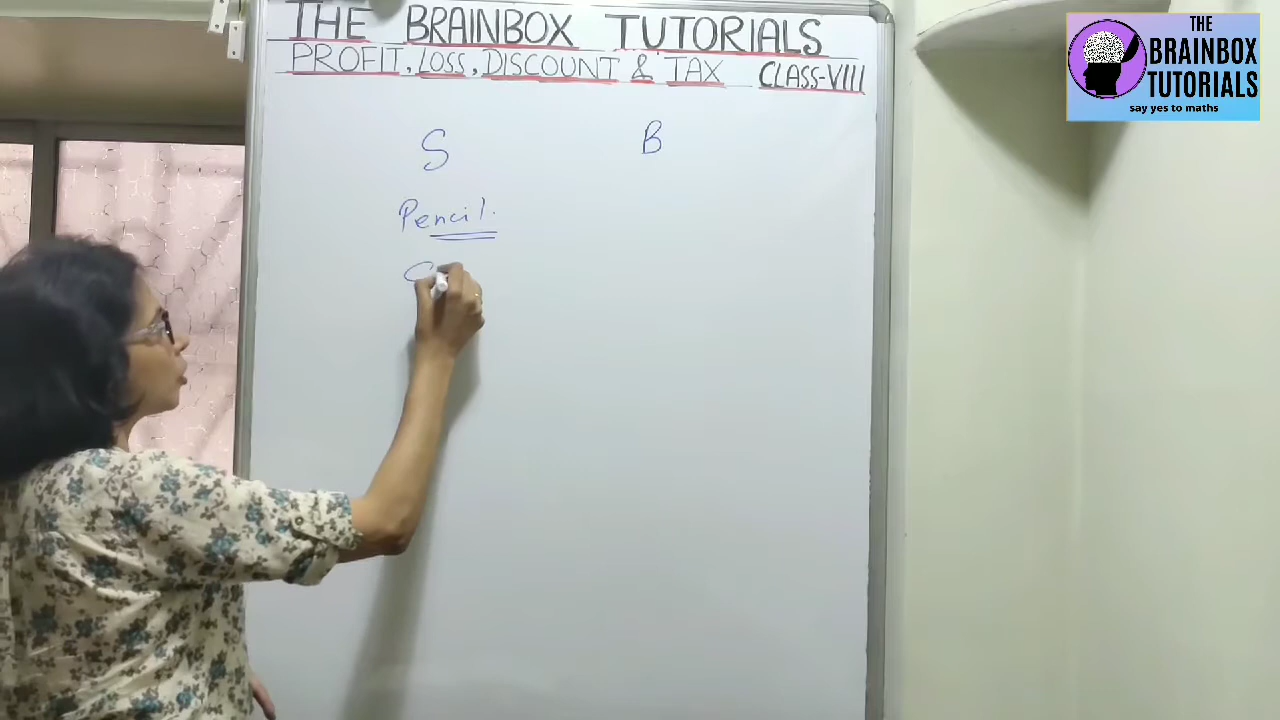 THE BRAINBOX TUTORIALS
PROFIT, LOSS, DISCOUNT & TAX CLASS-VIII
S B
Pencil.
C
THE
BRAINBOX
TUTORIALS
say yes to maths